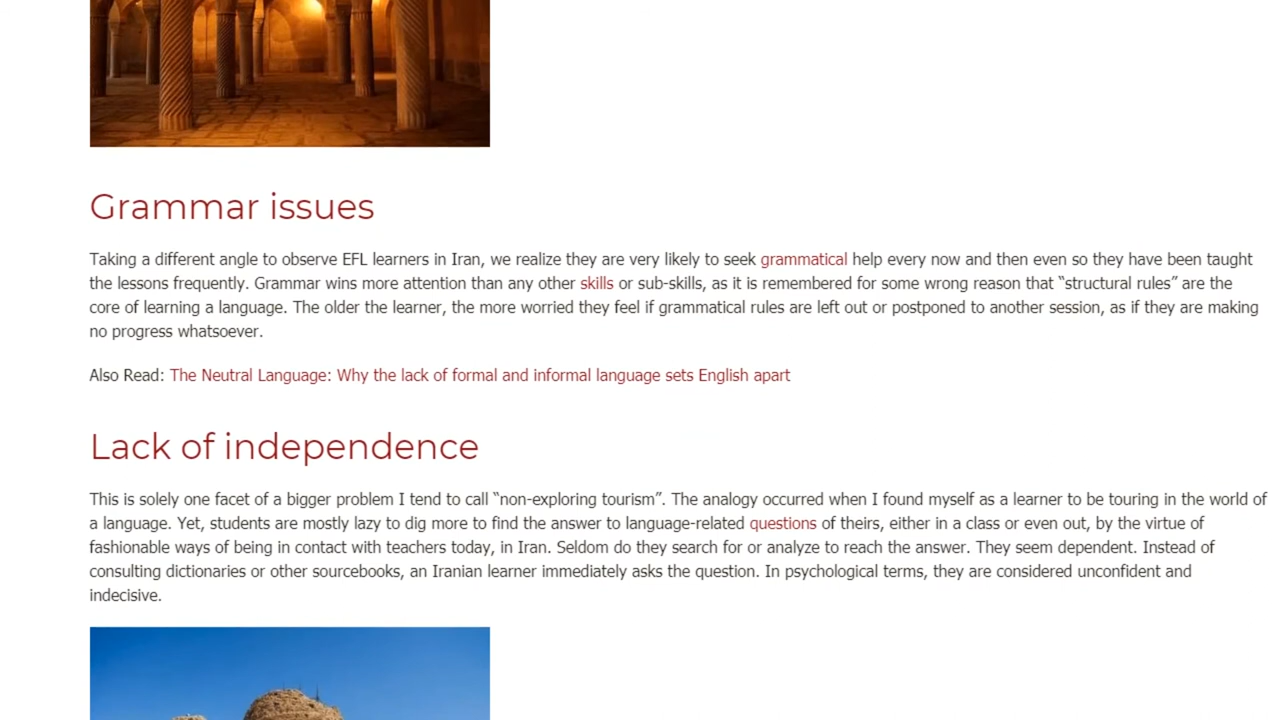 Grammar issues
Taking a different angle to observe EFL learners in Iran, we realize they are very likely to seek grammatical help every now and then even so they have been taught
the lessons frequently. Grammar wins more attention than any other skills or sub-skills, as it is remembered for some wrong reason that “structural rules” are the
core of learning a language. The older the learner, the more worried they feel if grammatical rules are left out or postponed to another session, as if they are making
no progress whatsoever.
Also Read: The Neutral Language: Why the lack of formal and informal language sets English apart
Lack of independence
This is solely one facet of a bigger problem I tend to call “non-exploring tourism”. The analogy occurred when I found myself as a learner to be touring in the world of
a language. Yet, students are mostly lazy to dig more to find the answer to language-related questions of theirs, either in a class or even out, by the virtue of
fashionable ways of being in contact with teachers today, in Iran. Seldom do they search for or analyze to reach the answer. They seem dependent. Instead of
consulting dictionaries or other sourcebooks, an Iranian learner immediately asks the question. In psychological terms, they are considered unconfident and
indecisive.